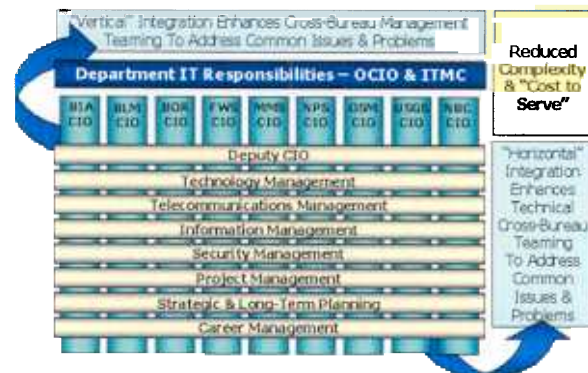 "Vertical" Integration Enhances Cross-Bureau Management
Teaming To Address Common Issues & Problems
Department IT Responsibilities – OCIO & ITMC
Reduced
Complexity
& "Cost to
Serve"
BIA BLM BOR FWS MMS NPS OSM USGS NBC
CIO CIO CIO CIO CIO CIO CIO CIO CIO
Deputy CIO
Technology Management
Telecommunications Management
Information Management
Security Management
Project Management
Strategic & Long-Term Planning
Career Management
"Horizontal"
Integration
Enhances
Technical
Cross-Bureau
Teaming
To Address
Common
Issues &
Problems